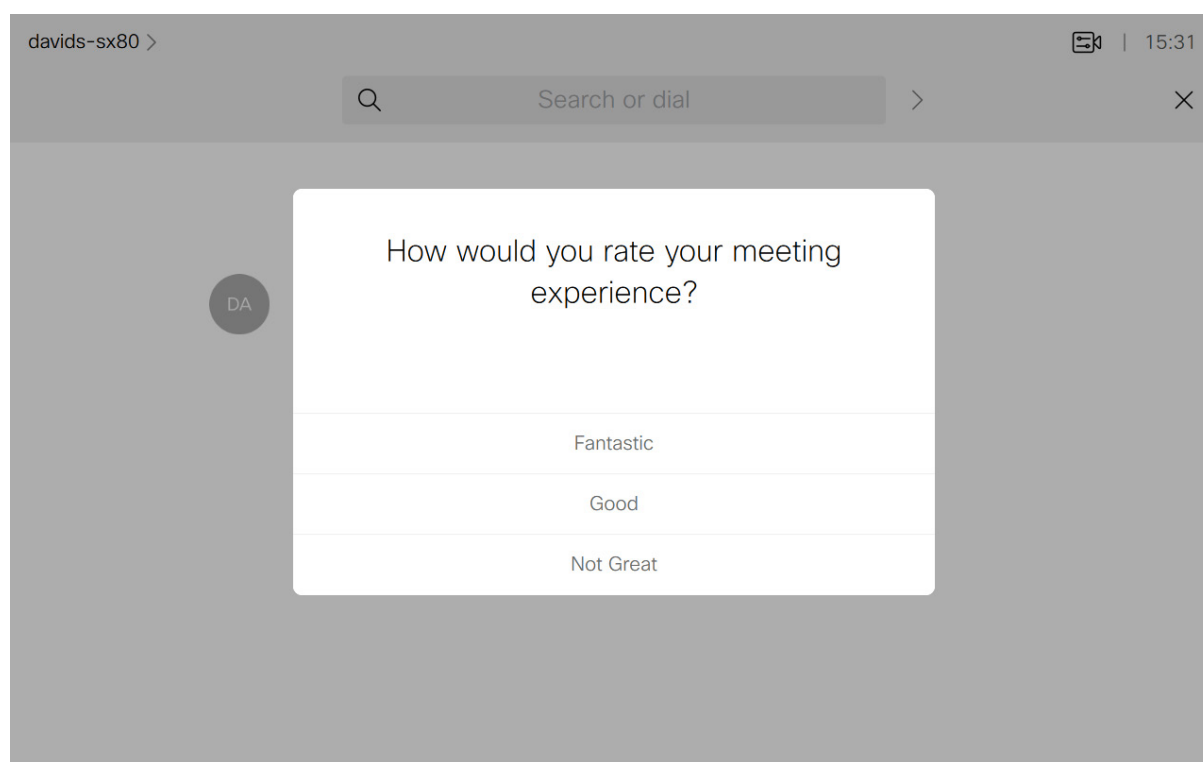 davids-sx80 >
15:31
Search or dial
How would you rate your meeting
experience?
DA
Fantastic
Good
Not Great